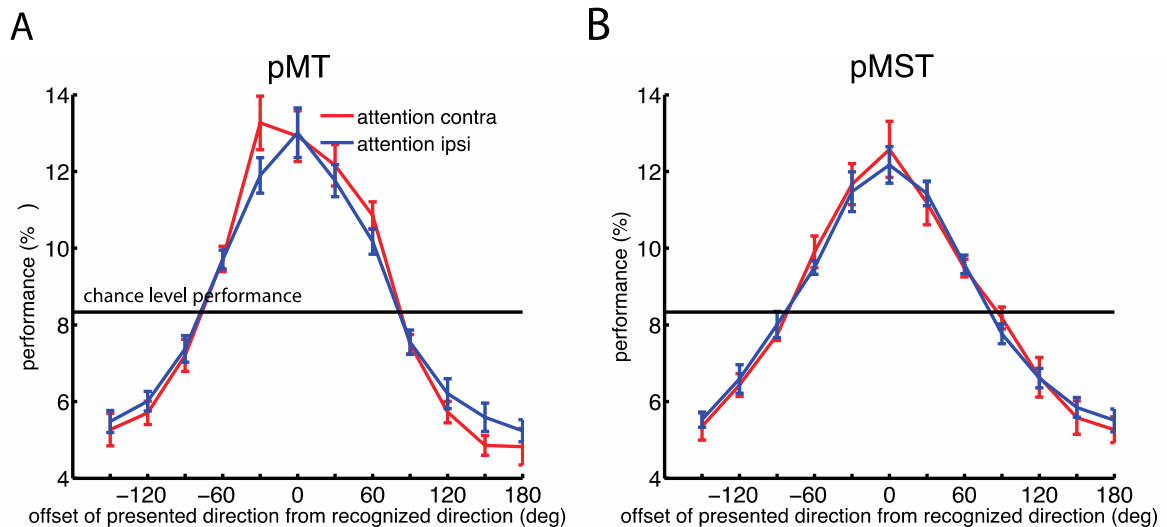 A
pMT
14
12
10
8
6
4
performance (% )
attention contra
attention ipsi
chance level performance
−120 −60 0 60 120 180
offset of presented direction from recognized direction (deg)
B
pMST
14
12
10
8
6
4
performance (%)
−120 −60 0 60 120 180
offset of presented direction from recognized direction (deg)